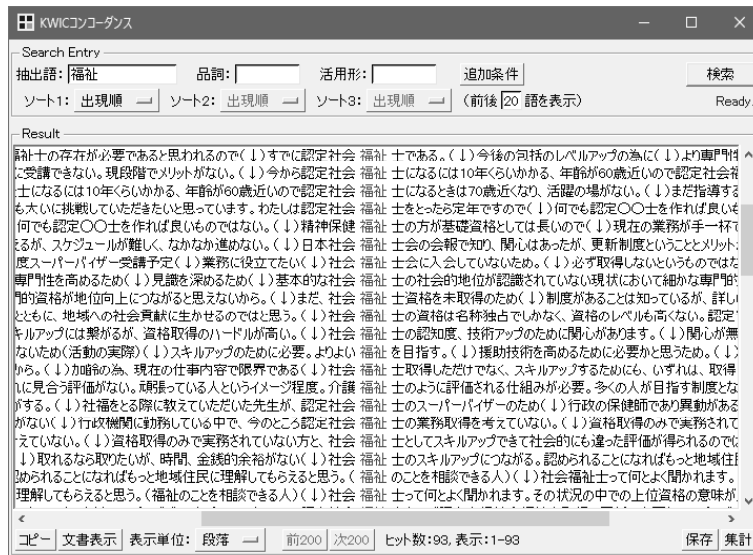 KWICコンコーダンス
Search Entry
抽出語: 福祉 品詞: 活用形: 追加条件 検索
ソート1: 出現順 ソート2: 出現順 ソート3: 出現順 (前後 20 語を表示) Ready.
Result
祉士の存在が必要であると思われるので(↓)すでに認定社会 福祉 士である。(↓)今後の包括のレベルアップの為に(↓)より専門性
に受講できない。現段階でメリットがない。(↓)今から認定社会 福祉 士になるには10年くらいかかる、年齢が60歳近いので認定社会福
士になるには10年くらいかかる、年齢が60歳近いので認定社会 福祉 士になるときは70歳近くなり、活躍の場がない。(↓)まだ指導する
も大いに挑戦していただきたいと思っています。わたしは認定社会 福祉 士をとったら定年ですので(↓)何でも認定〇〇士を作れば良いも
何でも認定〇〇士を作れば良いものではない。(↓)精神保健 福祉 士の方が基礎資格としては長いので(↓)現在の業務が手一杯で
るが、スケジュールが難しく、なかなか進めない。(↓)日本社会 福祉 士会の会報で知り、関心はあったが、更新制度ということとメリット
度スーパーバイザー受講予定(↓)業務に役立てたい(↓)社会 福祉 士会に入会していないため。(↓)必ず取得しないというものではな
専門性を高めるため(↓)見識を深めるため(↓)基本的な社会 福祉 士の社会的地位が認識されていない現状において細かな専門的
的資格が地位向上につながると思えないから。(↓)まだ、社会 福祉 士資格を未取得のため(↓)制度があることは知っているが、詳し
とともに、地域への社会貢献に生かせるのではと思う。(↓)社会 福祉 士の資格は名称独占でしかなく、資格のレベルも高くない。認定
キルアップには繋がるが、資格取得のハードルが高い。(↓)社会 福祉 士の認知度、技術アップのために関心があります。(↓)関心が無
ないため(活動の実際)(↓)スキルアップのために必要。よりよい 福祉 を目指す。(↓)援助技術を高めるために必要かと思うため。(↓)
から。(↓)加齢の為、現在の仕事内容で限界である(↓)社会 福祉 士取得しただけでなく、スキルアップするためにも、いずれは、取得
に見合う評価がない。頑張っている人というイメージ程度。介護 福祉 士のように評価される仕組みが必要。多くの人が目指す制度とな
がする。(↓)社福をとる際に教えていただいた先生が、認定社会 福祉 士のスーパーバイザーのため(↓)行政の保健師であり異動がある
がない(↓)行政機関に勤務している中で、今のところ認定社会 福祉 士の業務取得を考えていない。(↓)資格取得のみで実務されて
えていない。(↓)資格取得のみで実務されていない方と、社会 福祉 士としてスキルアップできて社会的にも違った評価が得られるのでは
↓)取れるなら取りたいが、時間、金銭的余裕がない(↓)社会 福祉 士のスキルアップにつながる。認められることになればもっと地域住
認められることになればもっと地域住民に理解してもらえると思う。( 福祉 のことを相談できる人)(↓)社会福祉士って何とよく聞かれます。
理解してもらえると思う。(福祉のことを相談できる人)(↓)社会 福祉 士って何とよく聞かれます。その状況の中での上位資格の意味が
コピー 文書表示 表示単位: 段落 前200 次200 ヒット数:93, 表示:1-93 保存 集計